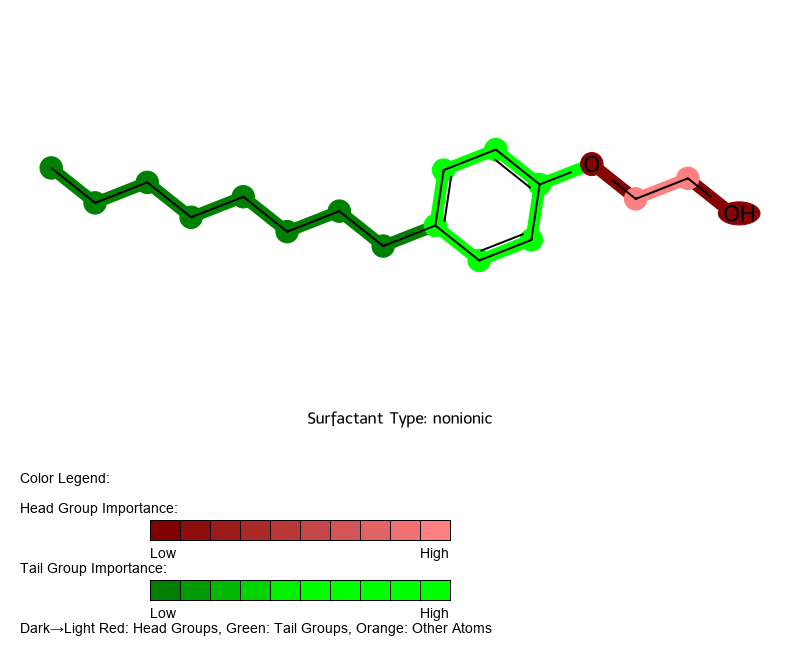 O
OH
Surfactant Type: nonionic
Color Legend:
Head Group Importance:
Low High
Tail Group Importance:
Low High
Dark→Light Red: Head Groups, Green: Tail Groups, Orange: Other Atoms